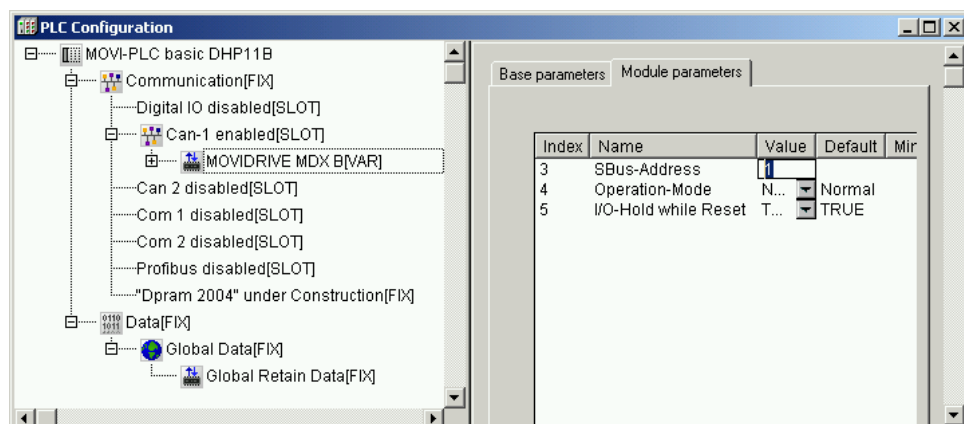 PLC Configuration
MOVI-PLC basic DHP11B
Communication[FIX]
Digital IO disabled[SLOT]
Can-1 enabled[SLOT]
MOVIDRIVE MDX B[VAR]
Can 2 disabled[SLOT]
Com 1 disabled[SLOT]
Com 2 disabled[SLOT]
Profibus disabled[SLOT]
"Dpram 2004" under Construction[FIX]
0110
1011
Data[FIX]
Global Data[FIX]
Global Retain Data[FIX]
Base parameters Module parameters
Index Name Value Default Mir
3 SBus-Address 1
4 Operation-Mode N... Normal
5 I/O-Hold while Reset T... TRUE